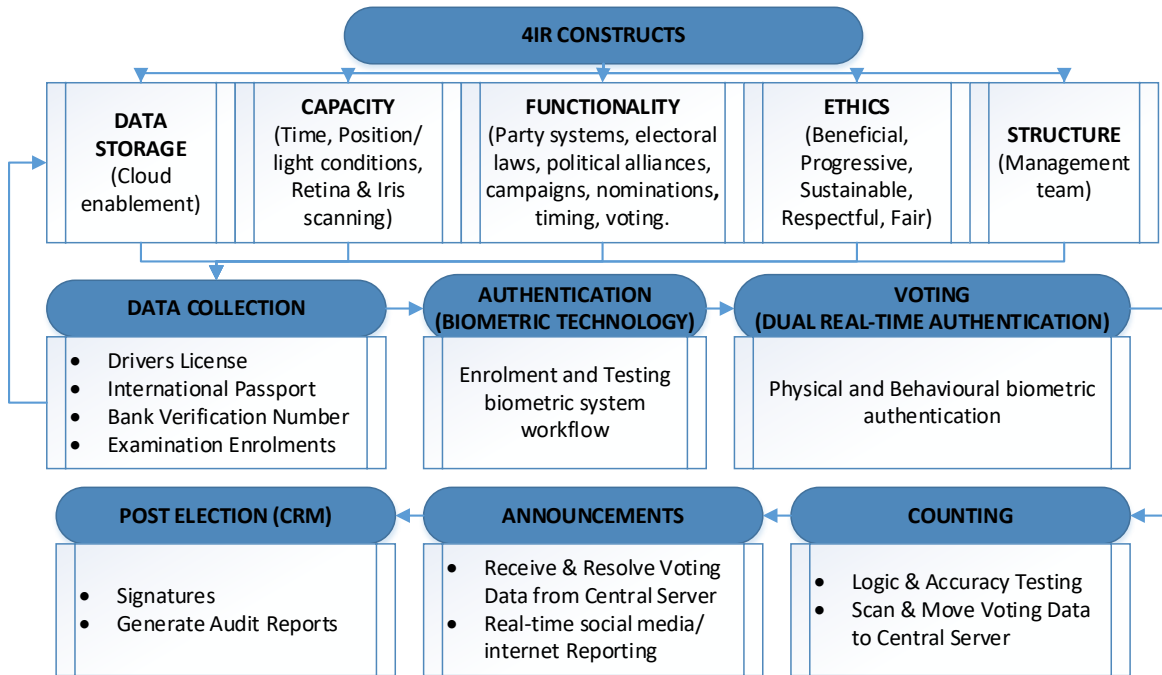 4IR CONSTRUCTS
DATA
STORAGE
(Cloud
enablement)
CAPACITY
(Time, Position/
light conditions,
Retina & Iris
scanning)
FUNCTIONALITY
(Party systems, electoral
laws, political alliances,
campaigns, nominations,
timing, voting.
ETHICS
(Beneficial,
Progressive,
Sustainable,
Respectful, Fair)
STRUCTURE
(Management
team)
DATA COLLECTION
• Drivers License
• International Passport
• Bank Verification Number
• Examination Enrolments
AUTHENTICATION
(BIOMETRIC TECHNOLOGY)
Enrolment and Testing
biometric system
workflow
VOTING
(DUAL REAL-TIME AUTHENTICATION)
Physical and Behavioural biometric
authentication
POST ELECTION (CRM)
• Signatures
• Generate Audit Reports
ANNOUNCEMENTS
• Receive & Resolve Voting
Data from Central Server
• Real-time social media/
internet Reporting
COUNTING
• Logic & Accuracy Testing
• Scan & Move Voting Data
to Central Server